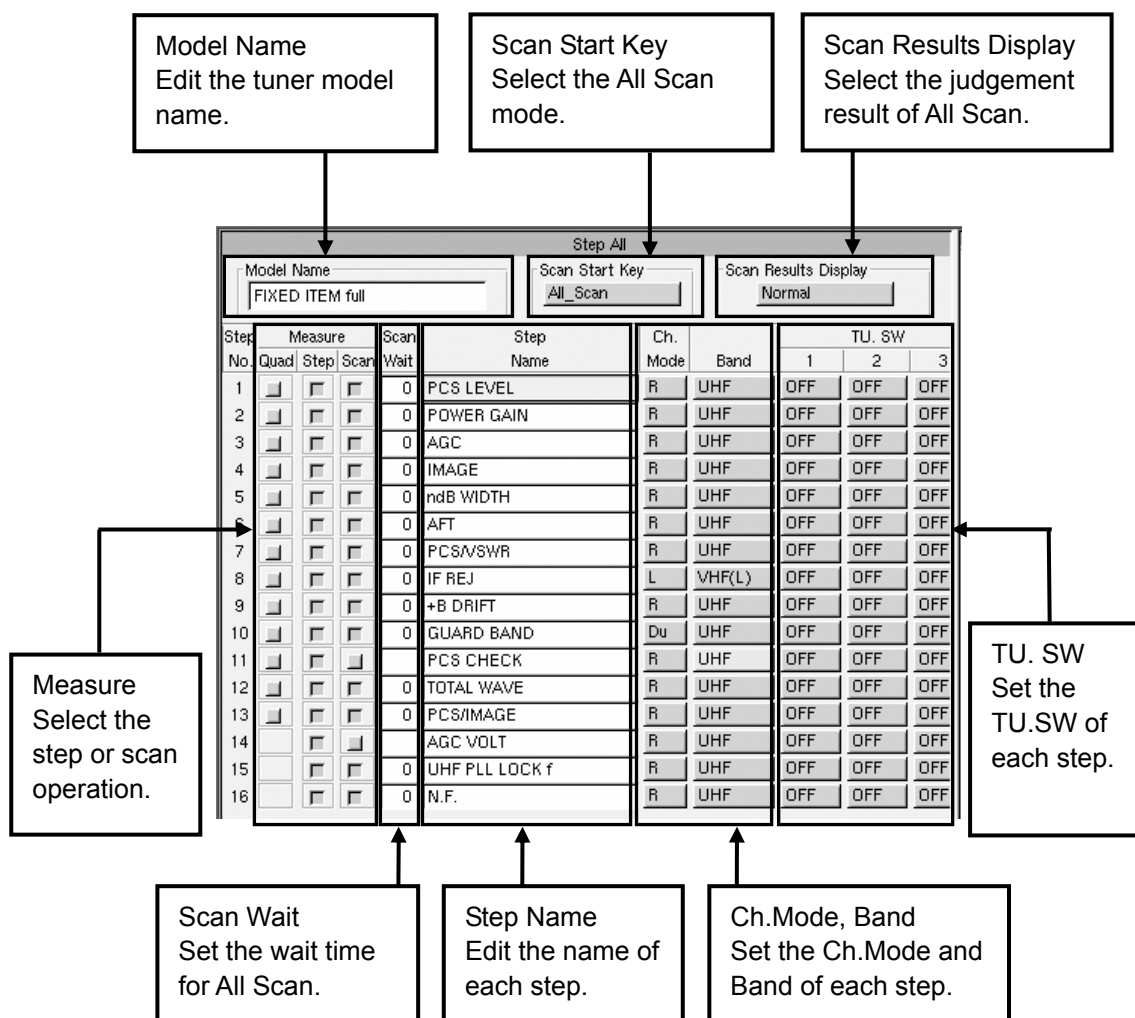 Model Name
Edit the tuner model
name.
Scan Start Key
Select the All Scan
mode.
Scan Results Display
Select the judgement
result of All Scan.
Step All
Model Name
FIXED ITEM full
Scan Start Key
All_Scan
Scan Results Display
Normal
Step Measure Scan Step Ch. TU. SW
No. Quad Step Scan Wait Name Mode Band 1 2 3
1 0 PCS LEVEL R UHF OFF OFF OFF
2 0 POWER GAIN R UHF OFF OFF OFF
3 0 AGC R UHF OFF OFF OFF
4 0 IMAGE R UHF OFF OFF OFF
5 0 ndB WIDTH R UHF OFF OFF OFF
6 0 AFT R UHF OFF OFF OFF
7 0 PCS/VSWR R UHF OFF OFF OFF
8 0 IF REJ L VHF(L) OFF OFF OFF
9 0 +B DRIFT R UHF OFF OFF OFF
10 0 GUARD BAND Du UHF OFF OFF OFF
11 PCS CHECK R UHF OFF OFF OFF
12 0 TOTAL WAVE R UHF OFF OFF OFF
13 0 PCS/IMAGE R UHF OFF OFF OFF
14 AGC VOLT R UHF OFF OFF OFF
15 0 UHF PLL LOCK f R UHF OFF OFF OFF
16 0 N.F. R UHF OFF OFF OFF
Measure
Select the
step or scan
operation.
TU. SW
Set the
TU.SW of
each step.
Scan Wait
Set the wait time
for All Scan.
Step Name
Edit the name of
each step.
Ch.Mode, Band
Set the Ch.Mode and
Band of each step.